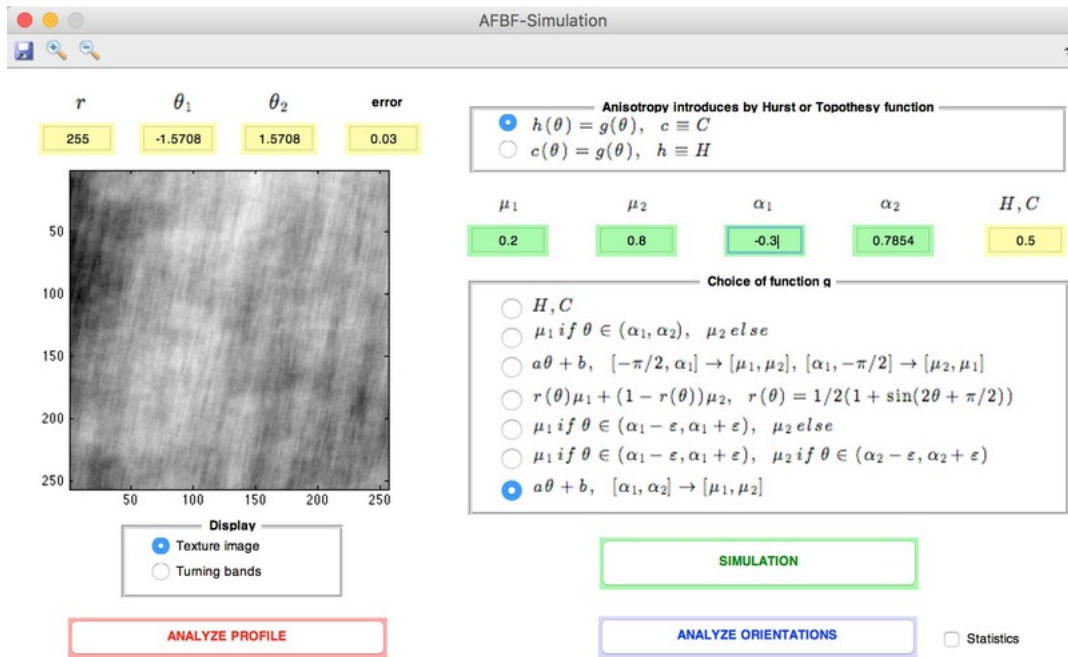 AFBF-Simulation
r θ₁ θ₂ error
255 -1.5708 1.5708 0.03
50
100
150
200
250
50 100 150 200 250
Display
Texture image
Turning bands
ANALYZE PROFILE
Anisotropy introduces by Hurst or Topothesy function
h(θ) = g(θ), c ≡ C
c(θ) = g(θ), h ≡ H
μ₁ μ₂ α₁ α₂ H, C
0.2 0.8 -0.3 0.7854 0.5
Choice of function g
H, C
μ₁ if θ ∈ (α₁, α₂), μ₂ else
aθ + b, [−π/2, α₁] → [μ₁, μ₂], [α₁, −π/2] → [μ₂, μ₁]
r(θ)μ₁ + (1 − r(θ))μ₂, r(θ) = 1/2(1 + sin(2θ + π/2))
μ₁ if θ ∈ (α₁ − ε, α₁ + ε), μ₂ else
μ₁ if θ ∈ (α₁ − ε, α₁ + ε), μ₂ if θ ∈ (α₂ − ε, α₂ + ε)
aθ + b, [α₁, α₂] → [μ₁, μ₂]
SIMULATION
ANALYZE ORIENTATIONS
Statistics